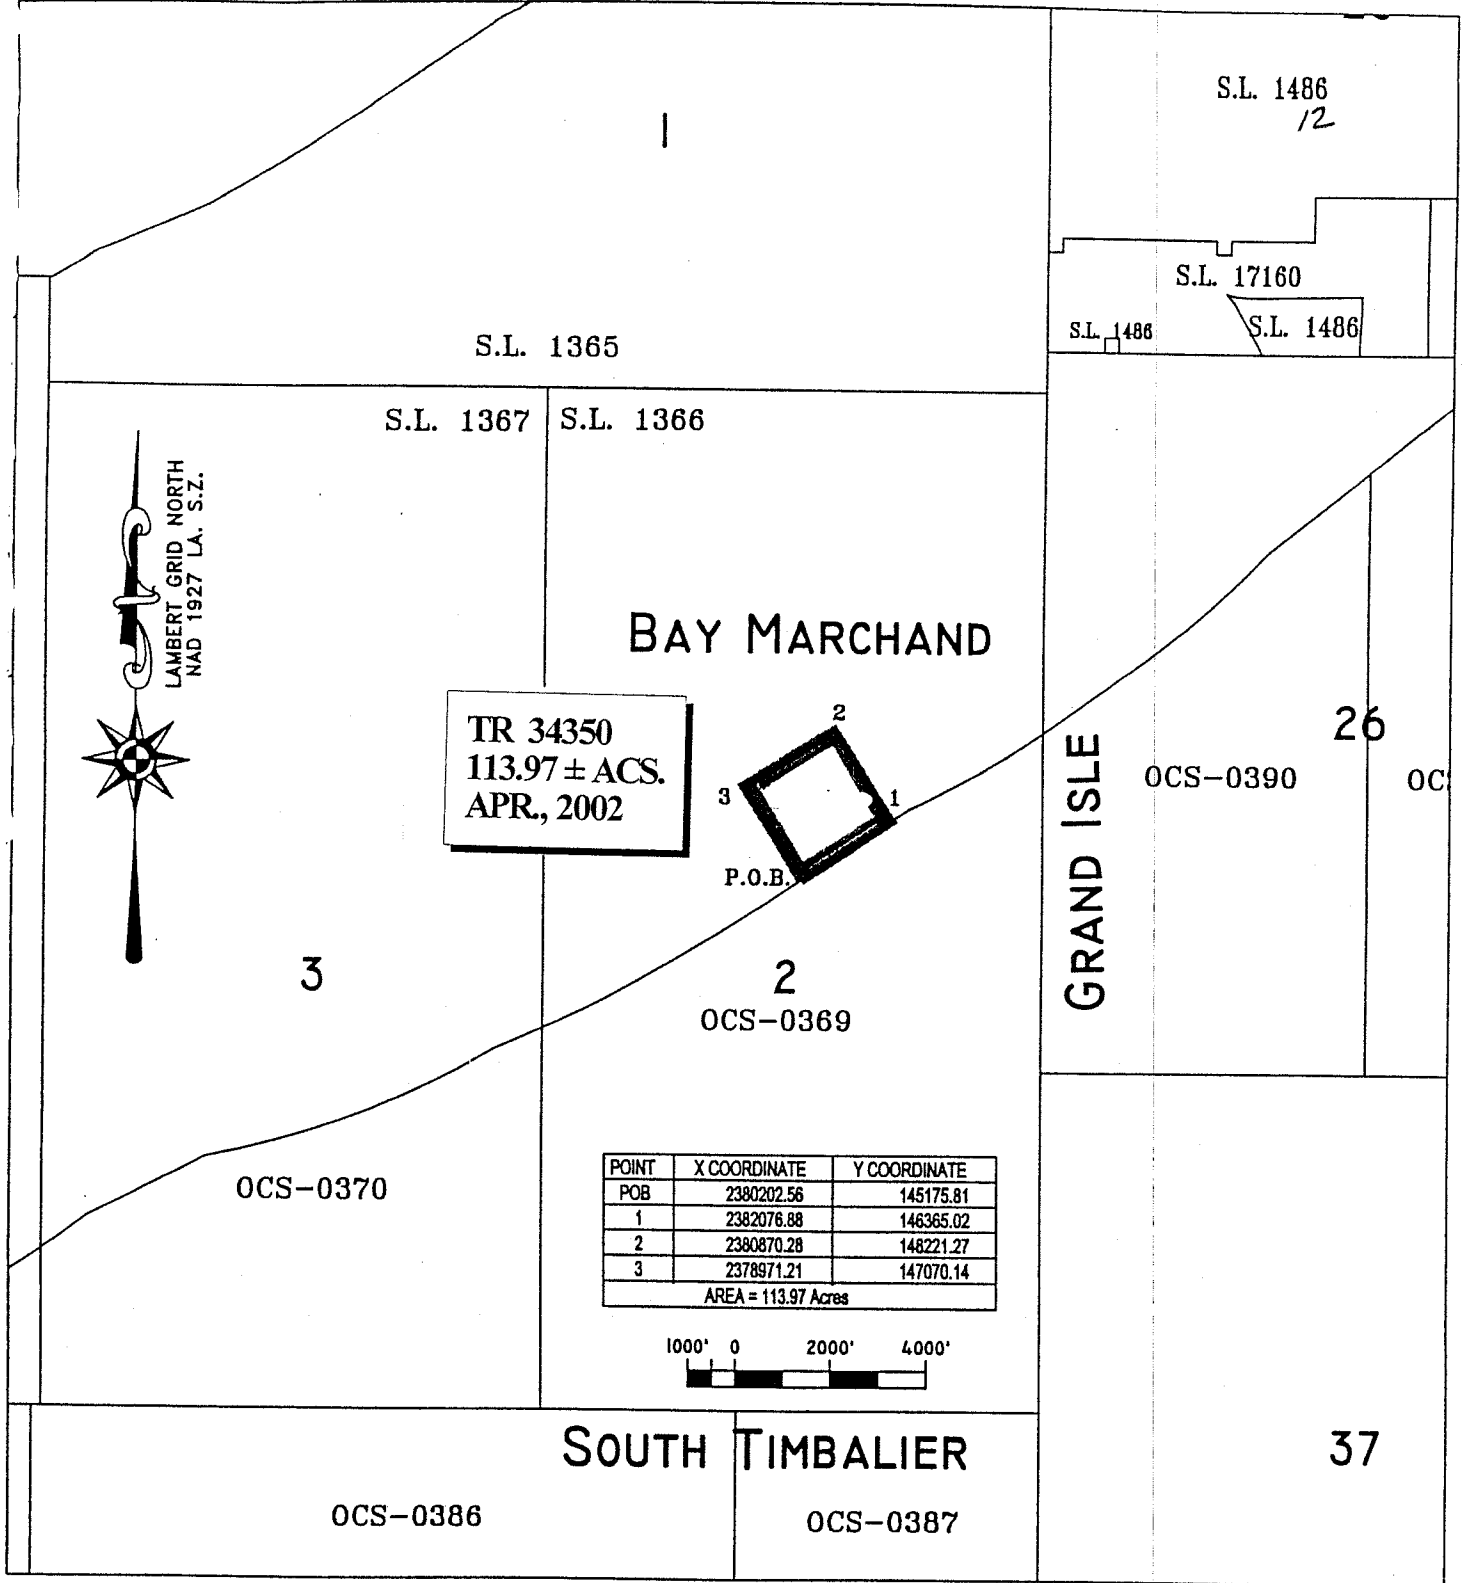 S.L. 1486
12
1
S.L. 17160
S.L. 1486
S.L. 1486
S.L. 1365
S.L. 1367
S.L. 1366
LAMBERT GRID NORTH
NAD 1927 LA. S.Z.
BAY MARCHAND
TR 34350
113.97 ± ACS.
APR., 2002
2
3
1
P.O.B.
GRAND ISLE
26
OCS-0390
OC
3
2
OCS-0369
OCS-0370
POINT X COORDINATE Y COORDINATE
POB 2380202.56 145175.81
1 2382076.88 146365.02
2 2380870.28 148221.27
3 2378971.21 147070.14
AREA = 113.97 Acres
1000' 0 2000' 4000'
SOUTH TIMBALIER
37
OCS-0386
OCS-0387